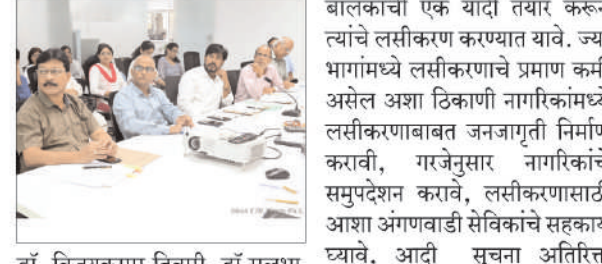 बालकांची एक यादी तयार करून
त्यांचे लसीकरण करण्यात यावे. ज्या
भागांमध्ये लसीकरणाचे प्रमाण कमी
असेल अशा ठिकाणी नागरिकांमध्ये
लसीकरणाबाबत जनजागृती निर्माण
करावी, गरजेनुसार नागरिकांचे
समुपदेशन करावे, लसीकरणासाठी
आशा अंगणवाडी सेविकांचे सहकार्य
घ्यावे. आदी सूचना अतिरिक्त